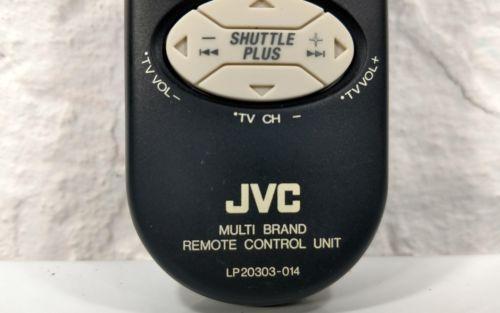 SHUTTLE
PLUS
*TV VOL -
*TV VOL +
*TV CH -
JVC
MULTI BRAND
REMOTE CONTROL UNIT
LP20303-014